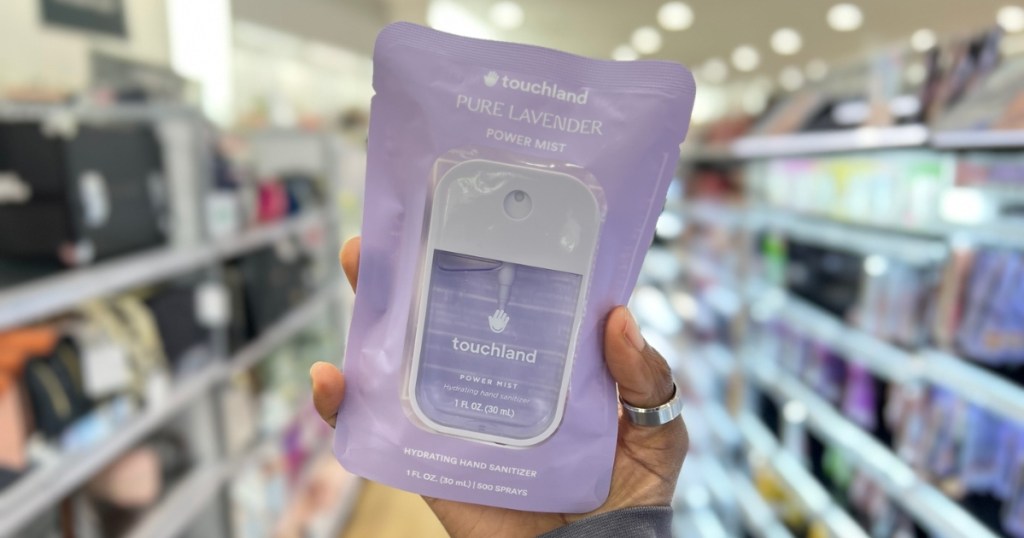 touchland
PURE LAVENDER
POWER MIST
touchland
POWER MIST
Hydrating hand sanitizer
1 FL OZ. (30 mL)
HYDRATING HAND SANITIZER
1 FL OZ. (30 mL) | 500 SPRAYS